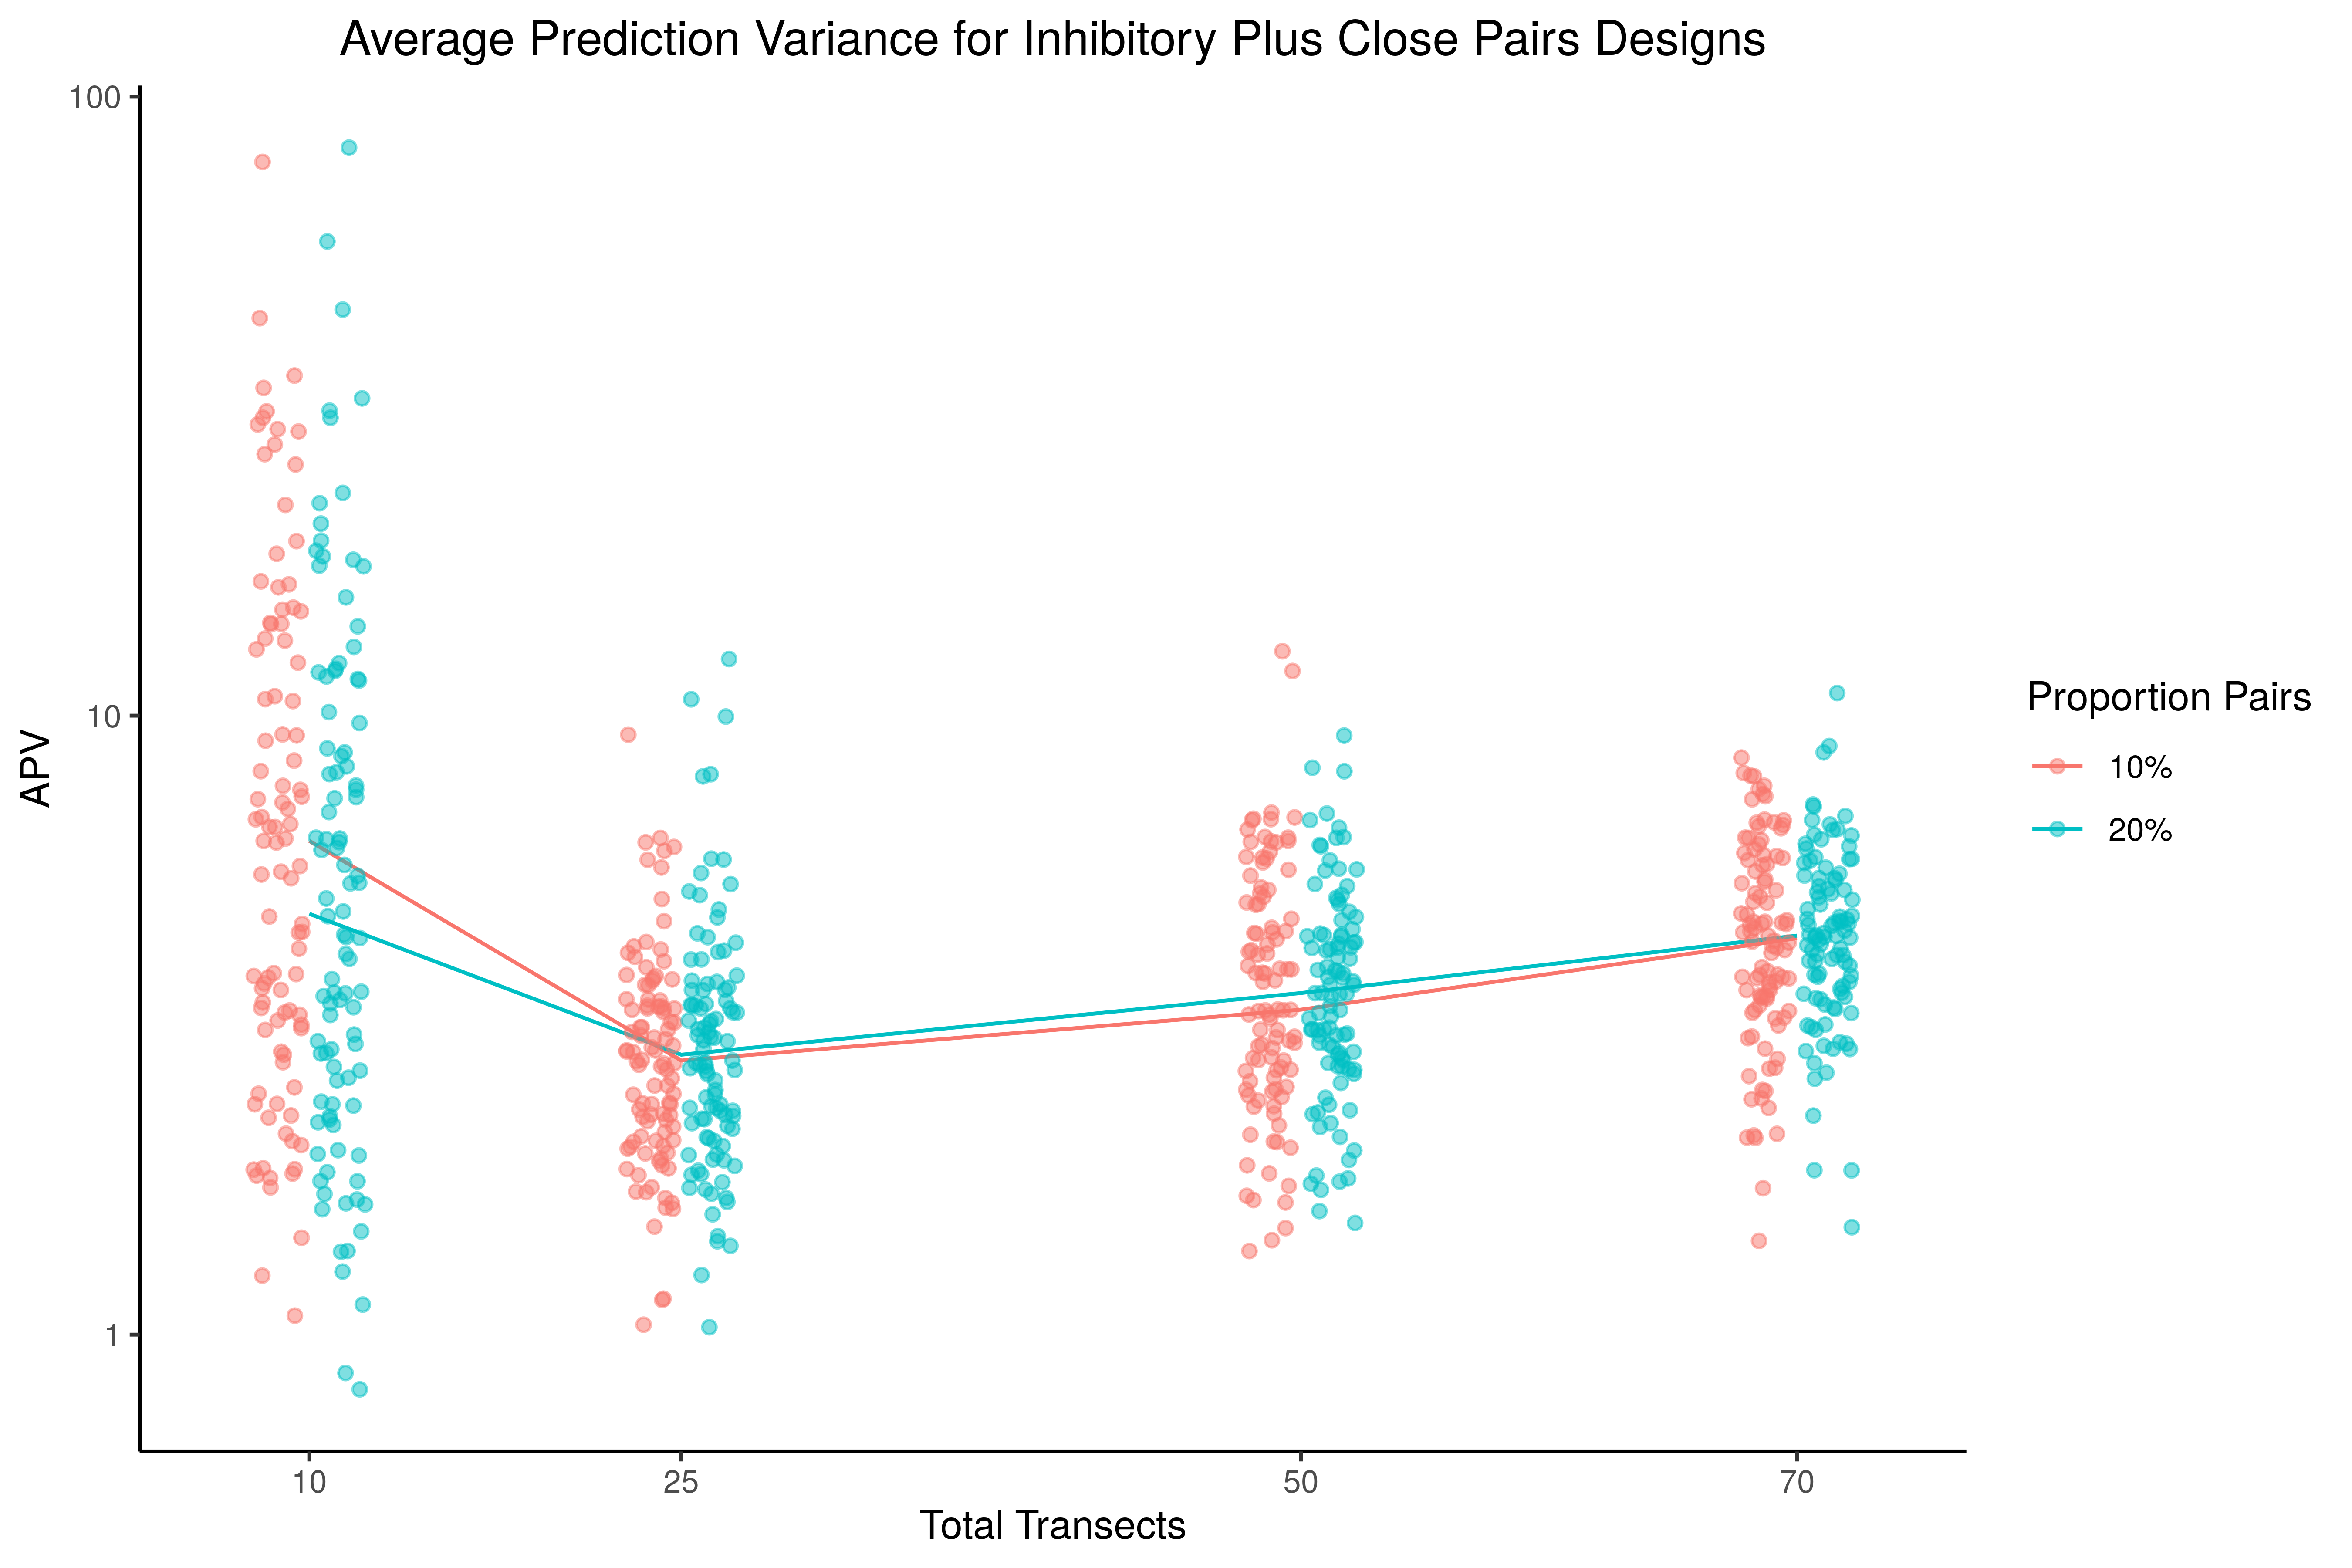 Average Prediction Variance for Inhibitory Plus Close Pairs Designs
100
10
1
APV
10
25
50
70
Total Transects
Proportion Pairs
10%
20%